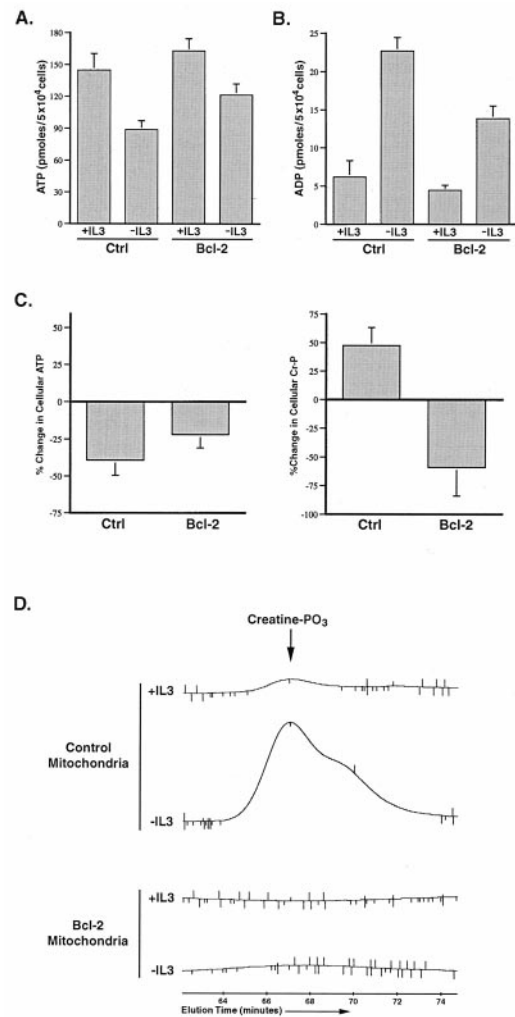 A.
ATP (pmoles/5x10⁴cells)
180
150
120
90
60
30
0
+IL3 -IL3 +IL3 -IL3
Ctrl Bcl-2
B.
ADP (pmoles/5x10⁴cells)
25
20
15
10
5
0
+IL3 -IL3 +IL3 -IL3
Ctrl Bcl-2
C.
% Change in Cellular ATP
50
25
0
-25
-50
-75
Ctrl Bcl-2
%Change in Cellular Cr-P
75
50
25
0
-25
-50
-75
-100
Ctrl Bcl-2
D.
Creatine-PO₃
+IL3
Control
Mitochondria
-IL3
+IL3
Bcl-2
Mitochondria
-IL3
64 66 68 70 72 74
Elution Time (minutes)